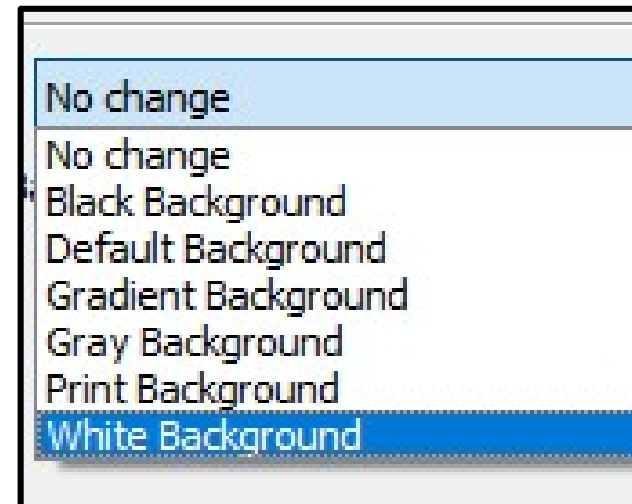 No change
No change
Black Background
Default Background
Gradient Background
Gray Background
Print Background
White Background